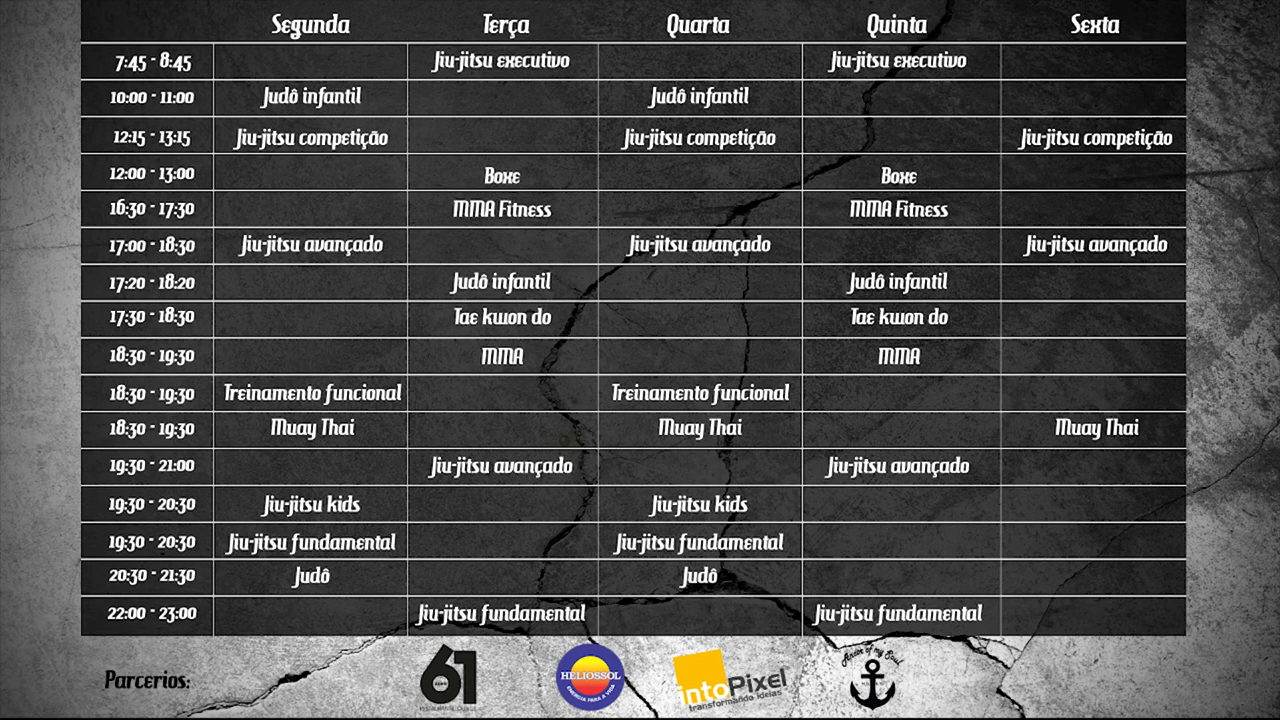 Segunda Terça Quarta Quinta Sexta
7:45 - 8:45 Jiu-jitsu executivo Jiu-jitsu executivo
10:00 - 11:00 Judô infantil Judô infantil
12:15 - 13:15 Jiu-jitsu competição Jiu-jitsu competição Jiu-jitsu competição
12:00 - 13:00 Boxe Boxe
16:30 - 17:30 MMA Fitness MMA Fitness
17:00 - 18:30 Jiu-jitsu avançado Jiu-jitsu avançado Jiu-jitsu avançado
17:20 - 18:20 Judô infantil Judô infantil
17:30 - 18:30 Tae kwon do Tae kwon do
18:30 - 19:30 MMA MMA
18:30 - 19:30 Treinamento funcional Treinamento funcional
18:30 - 19:30 Muay Thai Muay Thai Muay Thai
19:30 - 21:00 Jiu-jitsu avançado Jiu-jitsu avançado
19:30 - 20:30 Jiu-jitsu kids Jiu-jitsu kids
19:30 - 20:30 Jiu-jitsu fundamental Jiu-jitsu fundamental
20:30 - 21:30 Judô Judô
22:00 - 23:00 Jiu-jitsu fundamental Jiu-jitsu fundamental
Parcerios:
61
HELIOSSOL
ENERGIA PARA A VIDA
intoPixel
transformando ideias
Ancor of my Soul